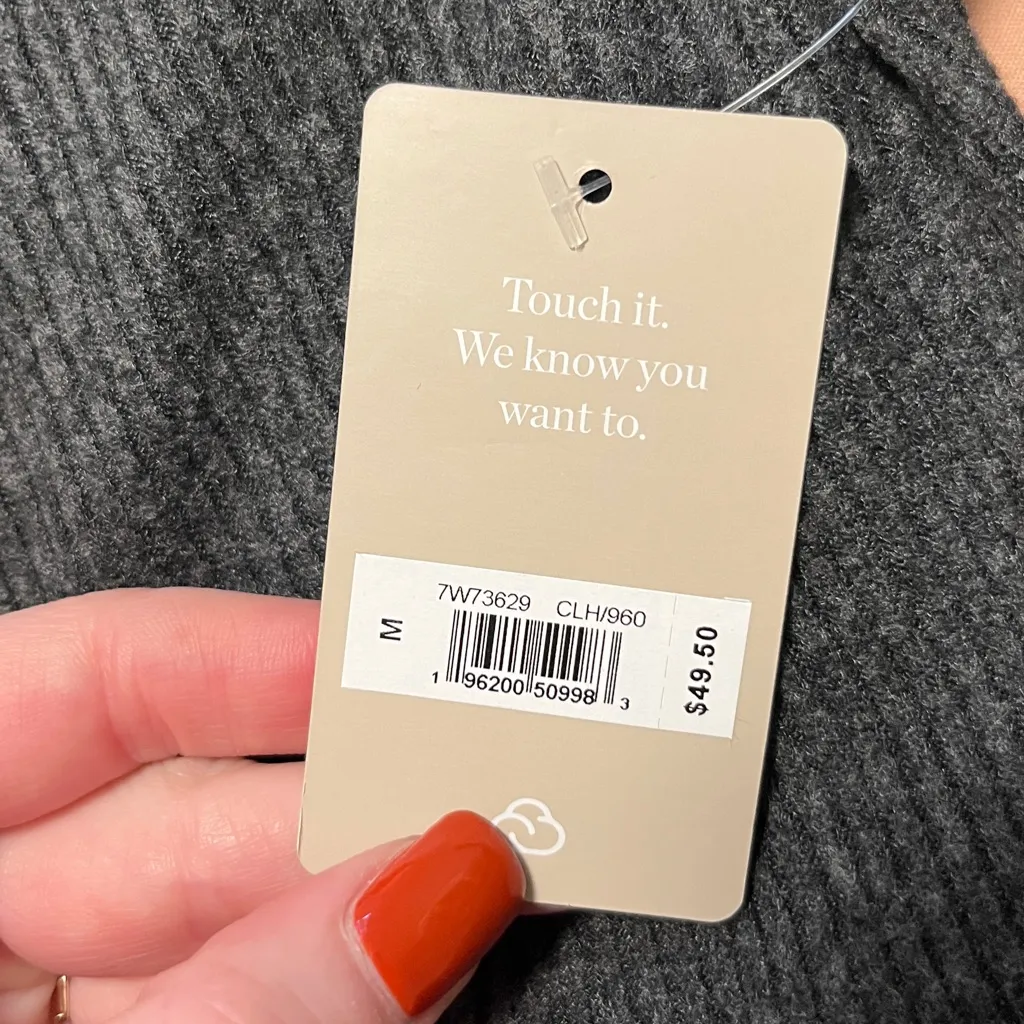 Touch it.
We know you
want to.
7W73629 CLH/960
M
1 96200 50998 3
$49.50